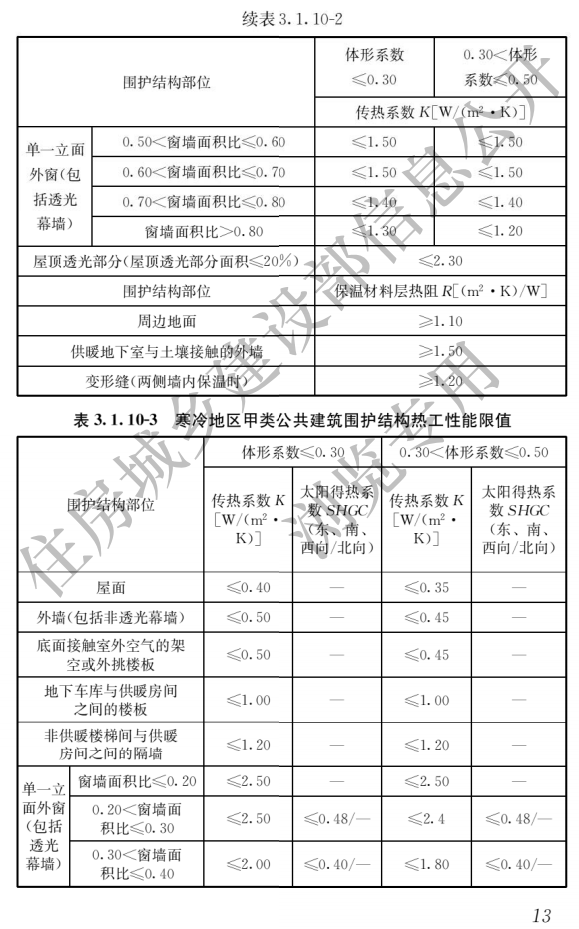 续表3.1.10-2
围护结构部位
体形系数
≤0.30
0.30<体形
系数≤0.50
传热系数 K[W/(m²·K)]
单一立面
外窗(包
括透光
幕墙)
0.50<窗墙面积比≤0.60 ≤1.50 ≤1.50
0.60<窗墙面积比≤0.70 ≤1.50 ≤1.50
0.70<窗墙面积比≤0.80 ≤1.40 ≤1.40
窗墙面积比>0.80 ≤1.30 ≤1.20
屋顶透光部分(屋顶透光部分面积≤20%) ≤2.30
围护结构部位 保温材料层热阻 R[(m²·K)/W]
周边地面 ≥1.10
供暖地下室与土壤接触的外墙 ≥1.50
变形缝(两侧墙内保温时) ≥1.20
表 3.1.10-3 寒冷地区甲类公共建筑围护结构热工性能限值
围护结构部位
体形系数≤0.30 0.30<体形系数≤0.50
传热系数 K
[W/(m²·
K)]
太阳得热系
数 SHGC
(东、南、
西向/北向)
传热系数 K
[W/(m²·
K)]
太阳得热系
数 SHGC
(东、南、
西向/北向)
屋面 ≤0.40 — ≤0.35 —
外墙(包括非透光幕墙) ≤0.50 — ≤0.45 —
底面接触室外空气的架
空或外挑楼板
≤0.50 — ≤0.45 —
地下车库与供暖房间
之间的楼板
≤1.00 — ≤1.00 —
非供暖楼梯间与供暖
房间之间的隔墙
≤1.20 — ≤1.20 —
单一立
面外窗
(包括
透光
幕墙)
窗墙面积比≤0.20 ≤2.50 — ≤2.50 —
0.20<窗墙面
积比≤0.30
≤2.50 ≤0.48/— ≤2.4 ≤0.48/—
0.30<窗墙面
积比≤0.40
≤2.00 ≤0.40/— ≤1.80 ≤0.40/—
13
住房城乡建设部信息公开
浏览专用